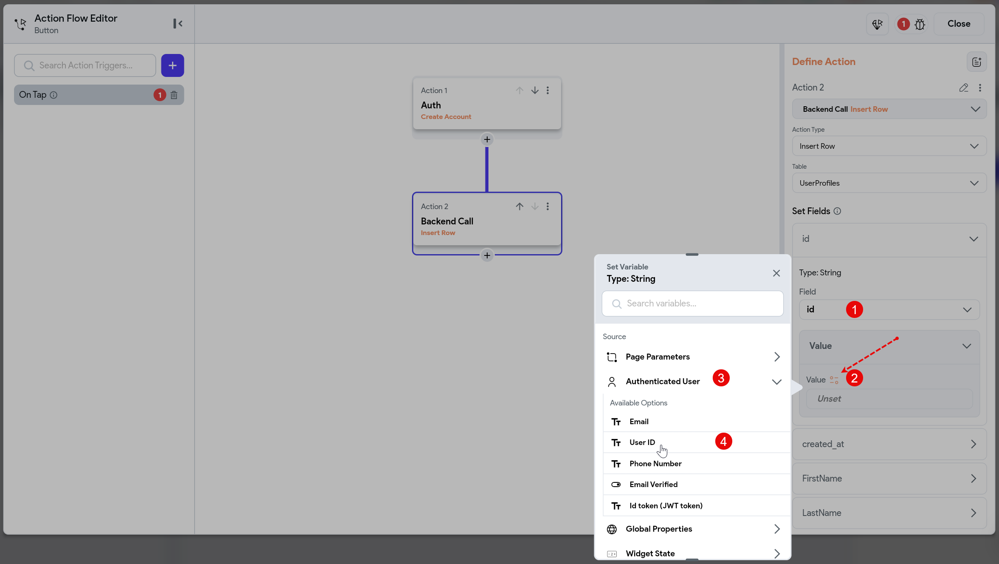 Action Flow Editor
Button
1
Close
Search Action Triggers...
+
On Tap
1
Action 1
Auth
Create Account
+
Action 2
Backend Call
Insert Row
+
Define Action
Action 2
Backend Call Insert Row
Action Type
Insert Row
Table
UserProfiles
Set Fields
id
Type: String
Field
id
1
Value
Value
2
Unset
created_at
FirstName
LastName
Set Variable
Type: String
Search variables...
Source
Page Parameters
Authenticated User
3
Available Options
Email
User ID
4
Phone Number
Email Verified
Id token (JWT token)
Global Properties
Widget State